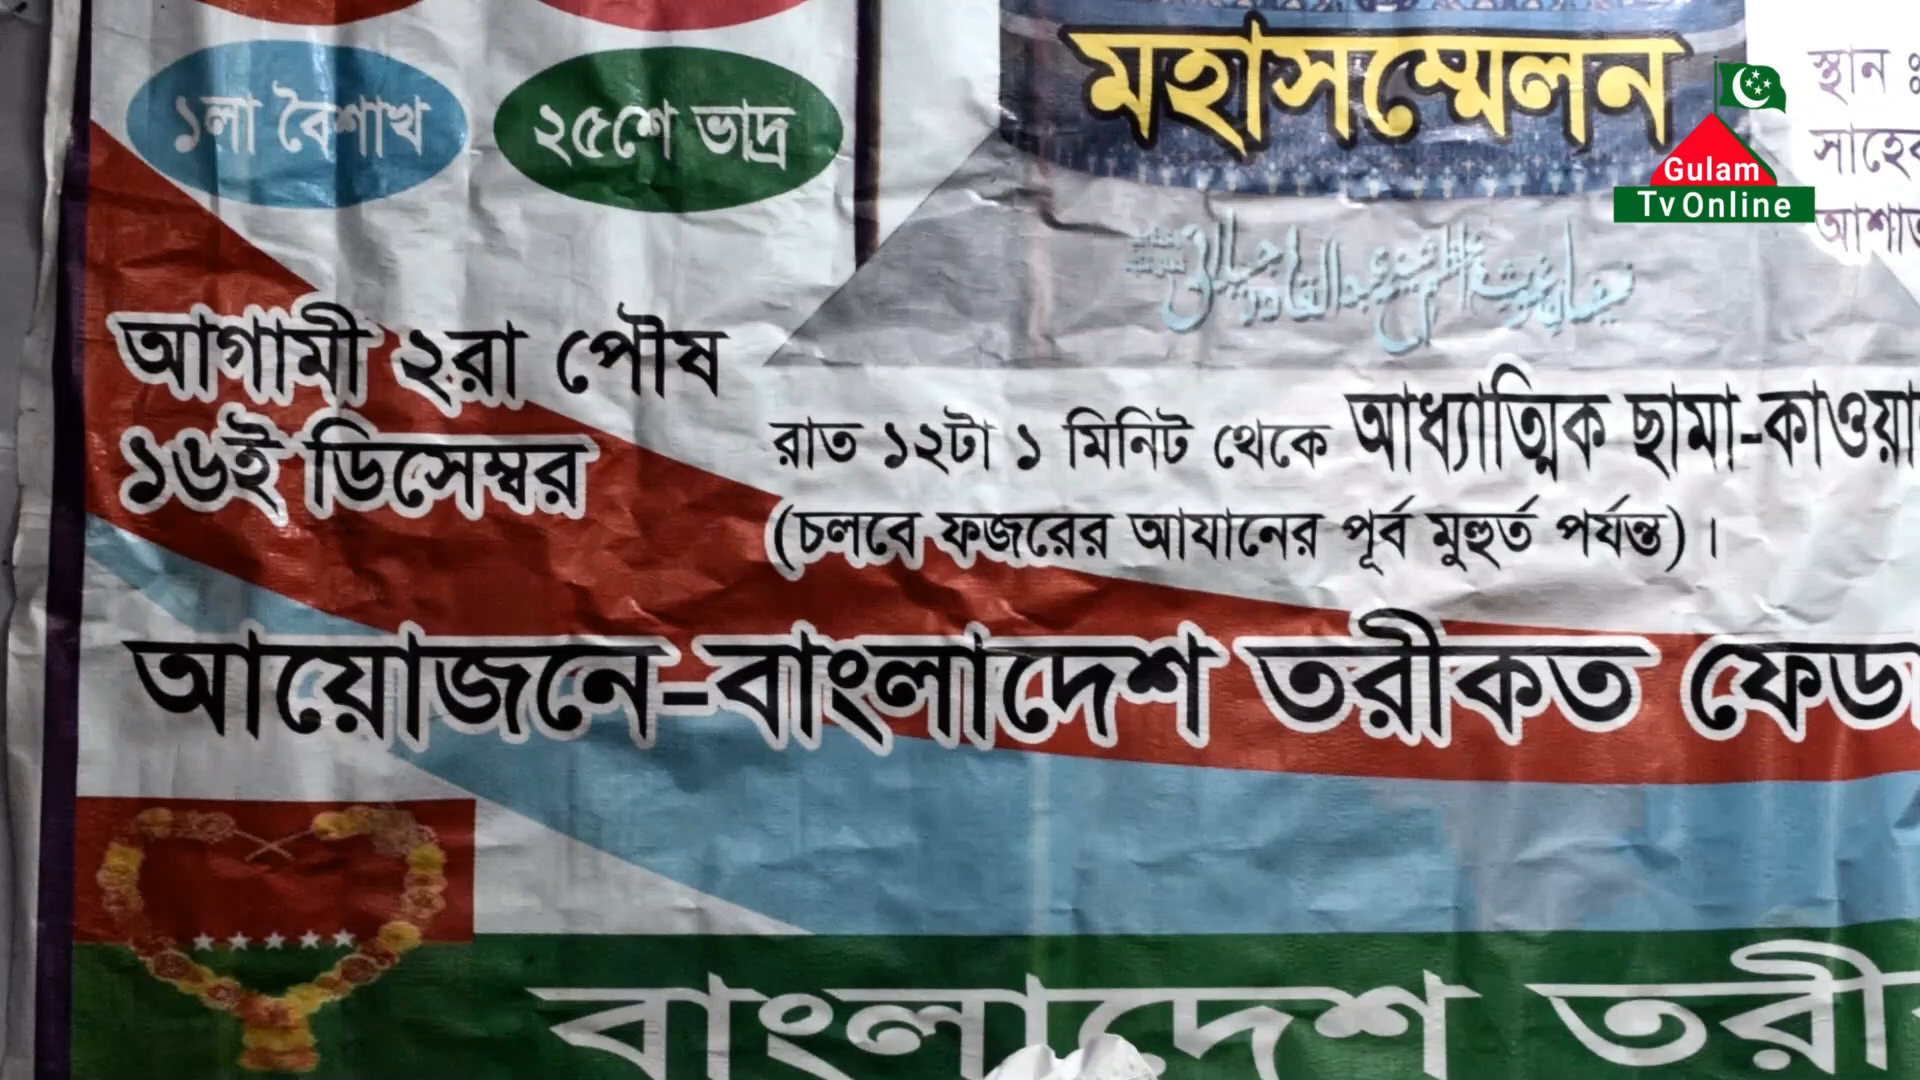 ১লা বৈশাখ
২৫শে ভাদ্র
মহাসম্মেলন
স্থান ঃ
Gulam
Tv Online
আগামী ২রা পৌষ
১৬ই ডিসেম্বর
রাত ১২টা ১ মিনিট থেকে আধ্যাত্মিক ছামা-কাওয়া
(চলবে ফজরের আযানের পূর্ব মুহুর্ত পর্যন্ত)।
আয়োজনে-বাংলাদেশ তরীকত ফেড
বাংলাদেশ তরী